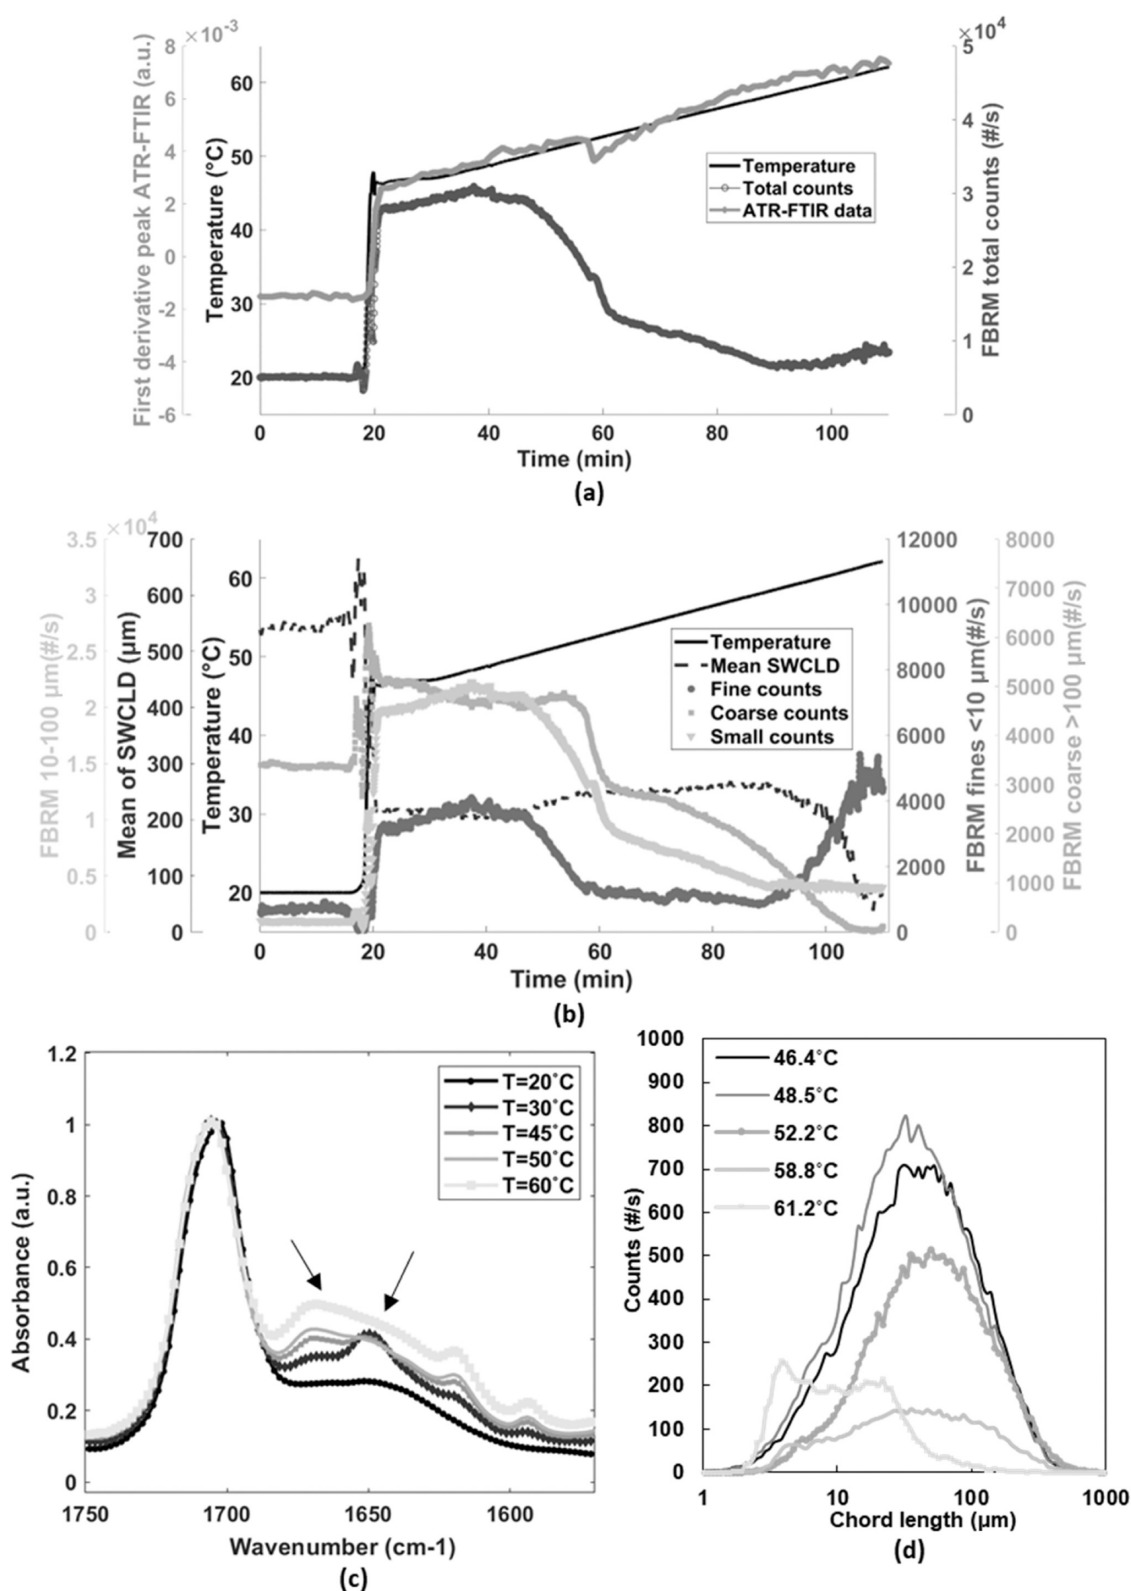 ×10⁻³
×10⁴
First derivative peak ATR-FTIR (a.u.)
8
6
4
2
0
-2
-4
-6
Temperature (°C)
60
50
40
30
20
Temperature
Total counts
ATR-FTIR data
5
4
3
2
1
0
FBRM total counts (#/s)
0 20 40 60 80 100
Time (min)
(a)
×10⁴
FBRM 10-100 µm(#/s)
3.5
3
2.5
2
1.5
1
0.5
0
Mean of SWCLD (µm)
700
600
500
400
300
200
100
0
Temperature (°C)
60
50
40
30
20
Temperature
Mean SWCLD
Fine counts
Coarse counts
Small counts
12000
10000
8000
6000
4000
2000
0
FBRM fines <10 µm(#/s)
8000
7000
6000
5000
4000
3000
2000
1000
0
FBRM coarse >100 µm(#/s)
0 20 40 60 80 100
Time (min)
(b)
Absorbance (a.u.)
1.2
1
0.8
0.6
0.4
0.2
0
T=20˚C
T=30˚C
T=45˚C
T=50˚C
T=60˚C
1750 1700 1650 1600
Wavenumber (cm-1)
(c)
Counts (#/s)
1000
900
800
700
600
500
400
300
200
100
0
46.4˚C
48.5˚C
52.2˚C
58.8˚C
61.2˚C
1 10 100 1000
Chord length (µm)
(d)